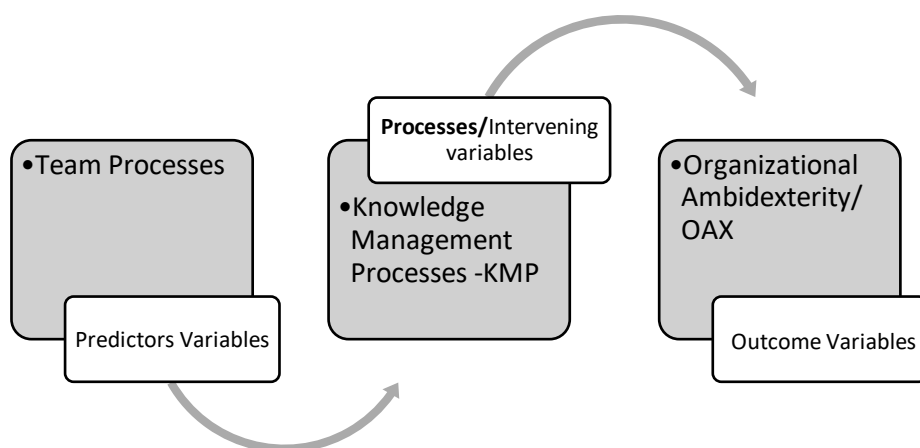 •Team Processes
Predictors Variables
Processes/Intervening
variables
•Knowledge
Management
Processes -KMP
•Organizational
Ambidexterity/
OAX
Outcome Variables